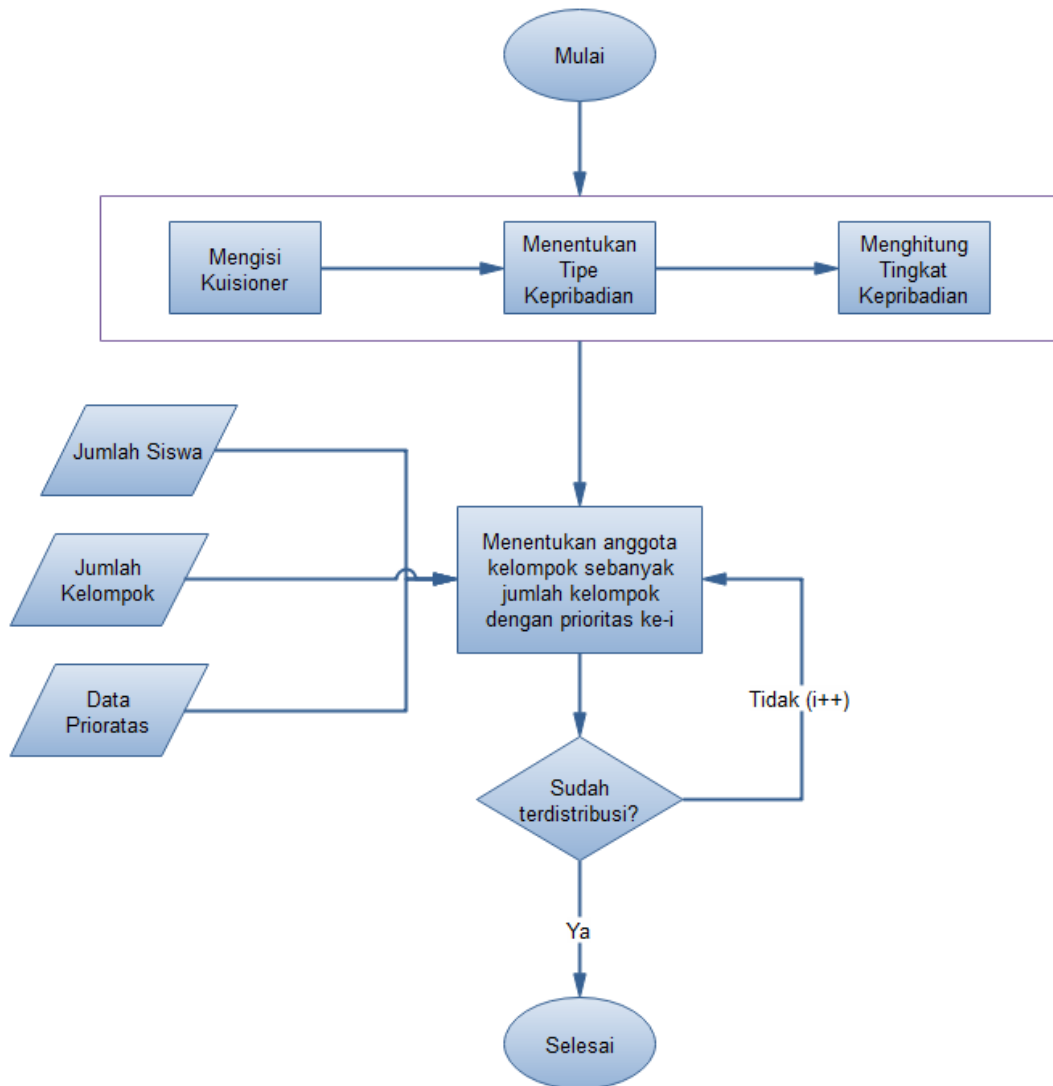 Mulai
Mengisi
Kuisioner
Menentukan
Tipe
Kepribadian
Menghitung
Tingkat
Kepribadian
Jumlah Siswa
Jumlah
Kelompok
Data
Prioratas
Menentukan anggota
kelompok sebanyak
jumlah kelompok
dengan prioritas ke-i
Tidak (i++)
Sudah
terdistribusi?
Ya
Selesai